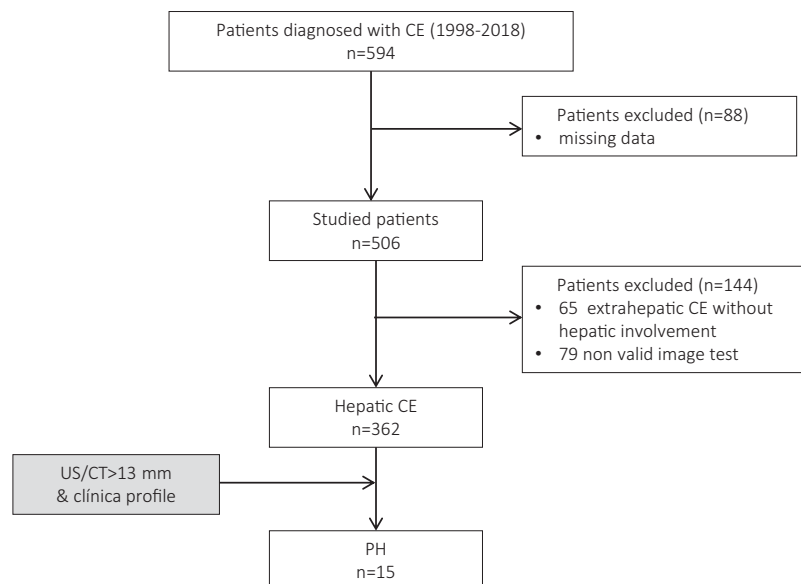 Patients diagnosed with CE (1998-2018)
n=594
Patients excluded (n=88)
• missing data
Studied patients
n=506
Patients excluded (n=144)
• 65 extrahepatic CE without
hepatic involvement
• 79 non valid image test
Hepatic CE
n=362
US/CT>13 mm
& clínica profile
PH
n=15